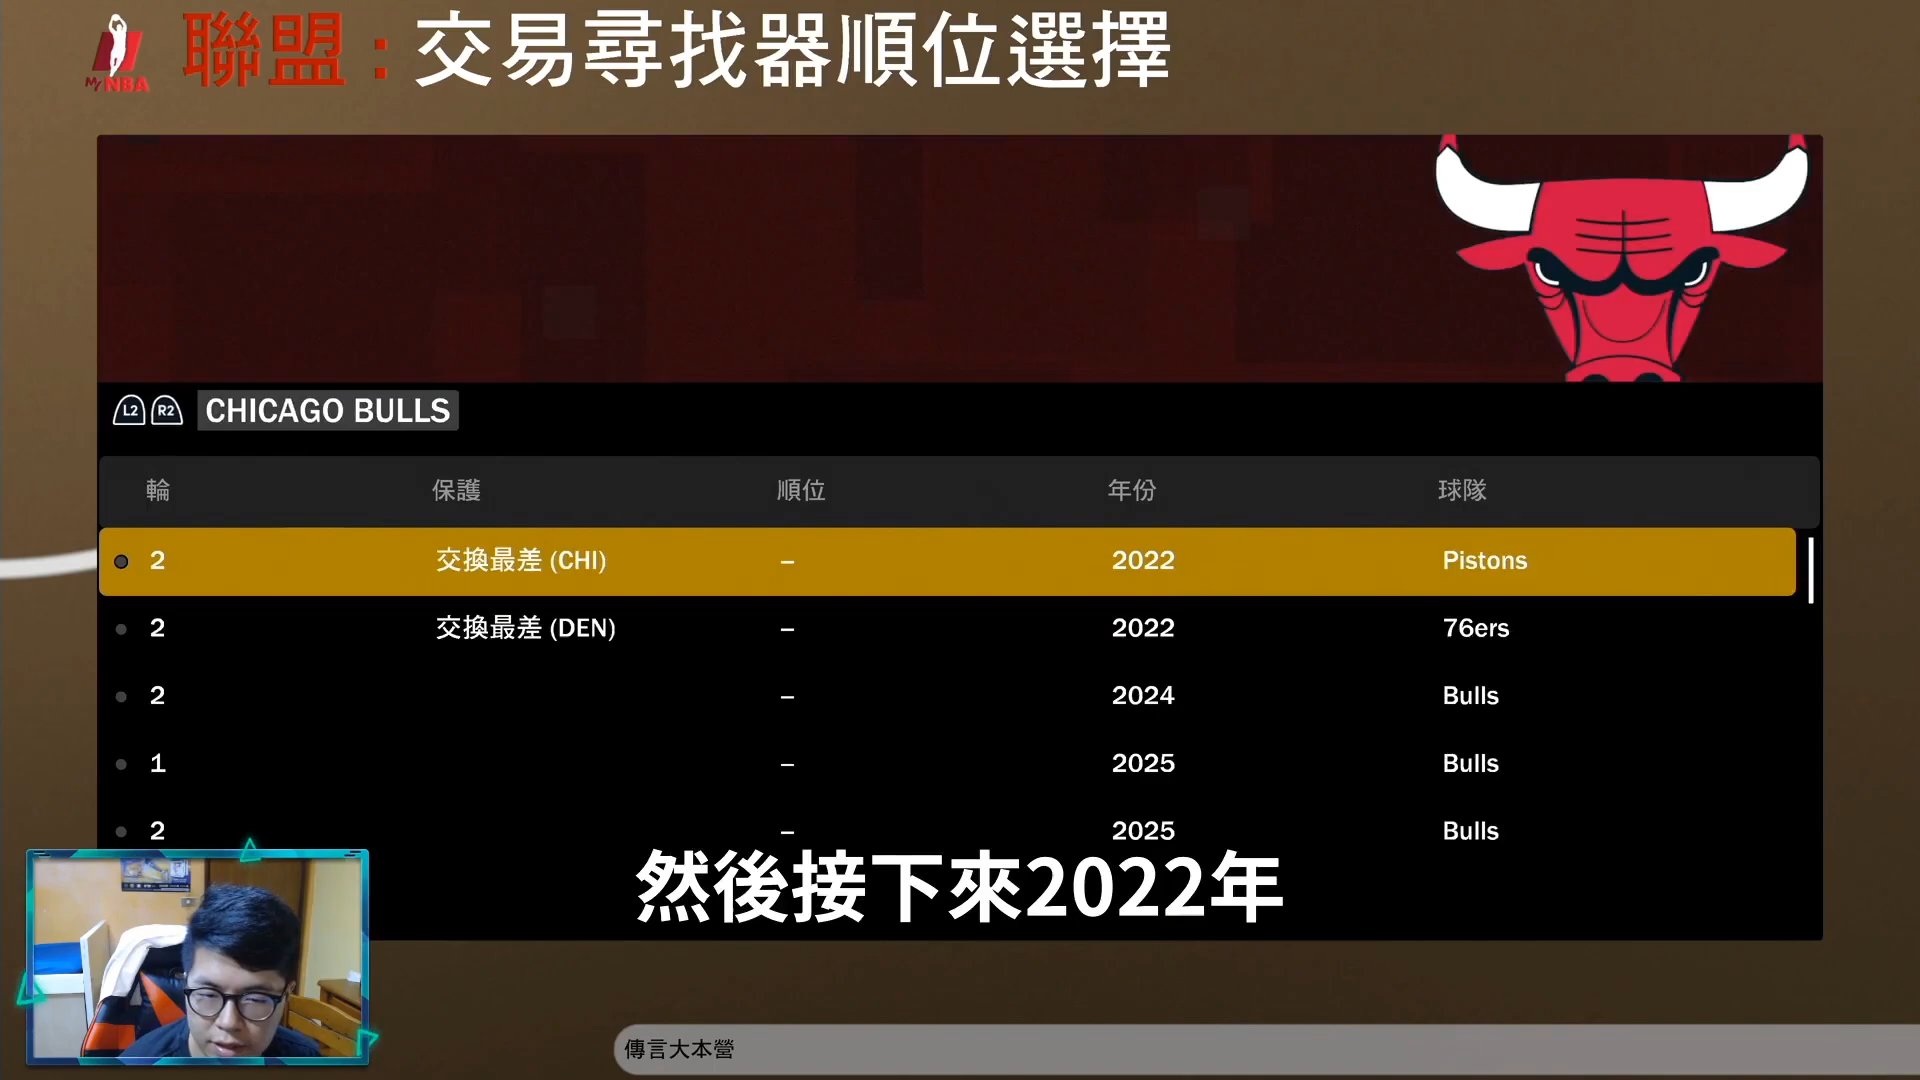 My NBA
聯盟：交易尋找器順位選擇
L2 R2 CHICAGO BULLS
輪 保護 順位 年份 球隊
2 交換最差 (CHI) – 2022 Pistons
2 交換最差 (DEN) – 2022 76ers
2 – 2024 Bulls
1 – 2025 Bulls
2 – 2025 Bulls
然後接下來2022年
傳言大本營